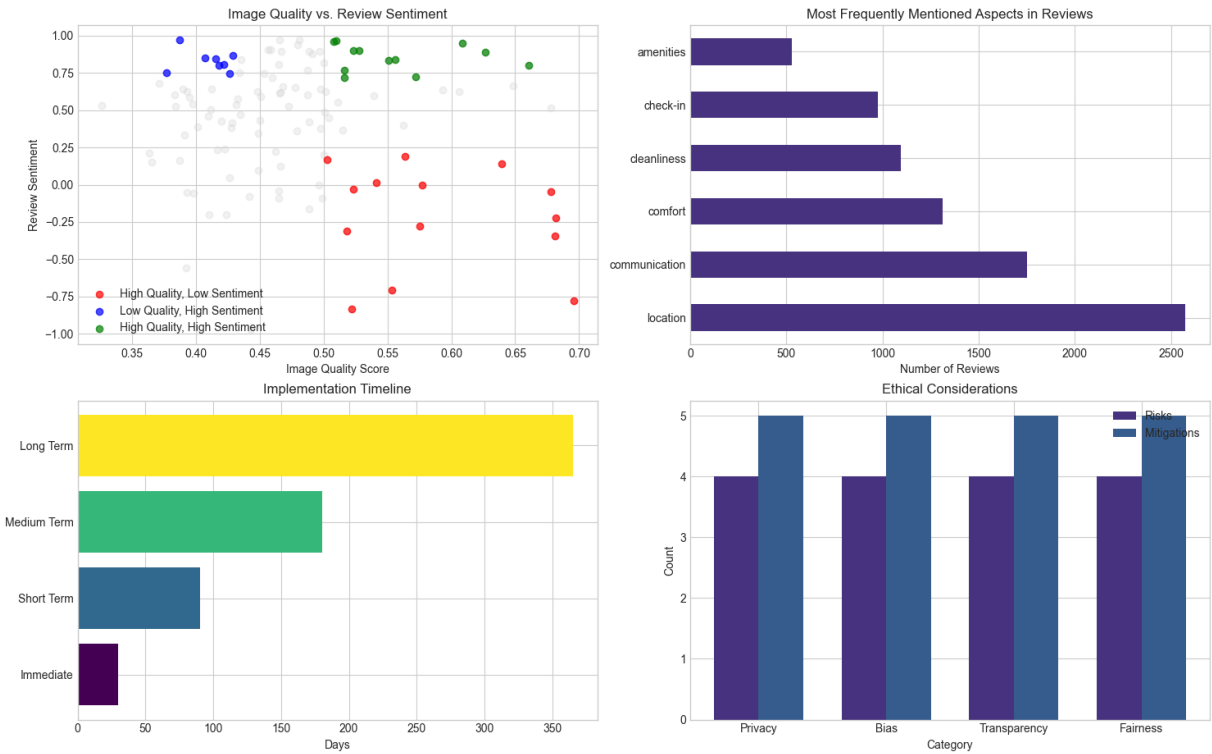 Image Quality vs. Review Sentiment
Review Sentiment
1.00
0.75
0.50
0.25
0.00
−0.25
−0.50
−0.75
−1.00
High Quality, Low Sentiment
Low Quality, High Sentiment
High Quality, High Sentiment
0.35 0.40 0.45 0.50 0.55 0.60 0.65 0.70
Image Quality Score
Most Frequently Mentioned Aspects in Reviews
amenities
check-in
cleanliness
comfort
communication
location
0 500 1000 1500 2000 2500
Number of Reviews
Implementation Timeline
Long Term
Medium Term
Short Term
Immediate
0 50 100 150 200 250 300 350
Days
Ethical Considerations
Risks
Mitigations
Count
5
4
3
2
1
0
Privacy Bias Transparency Fairness
Category